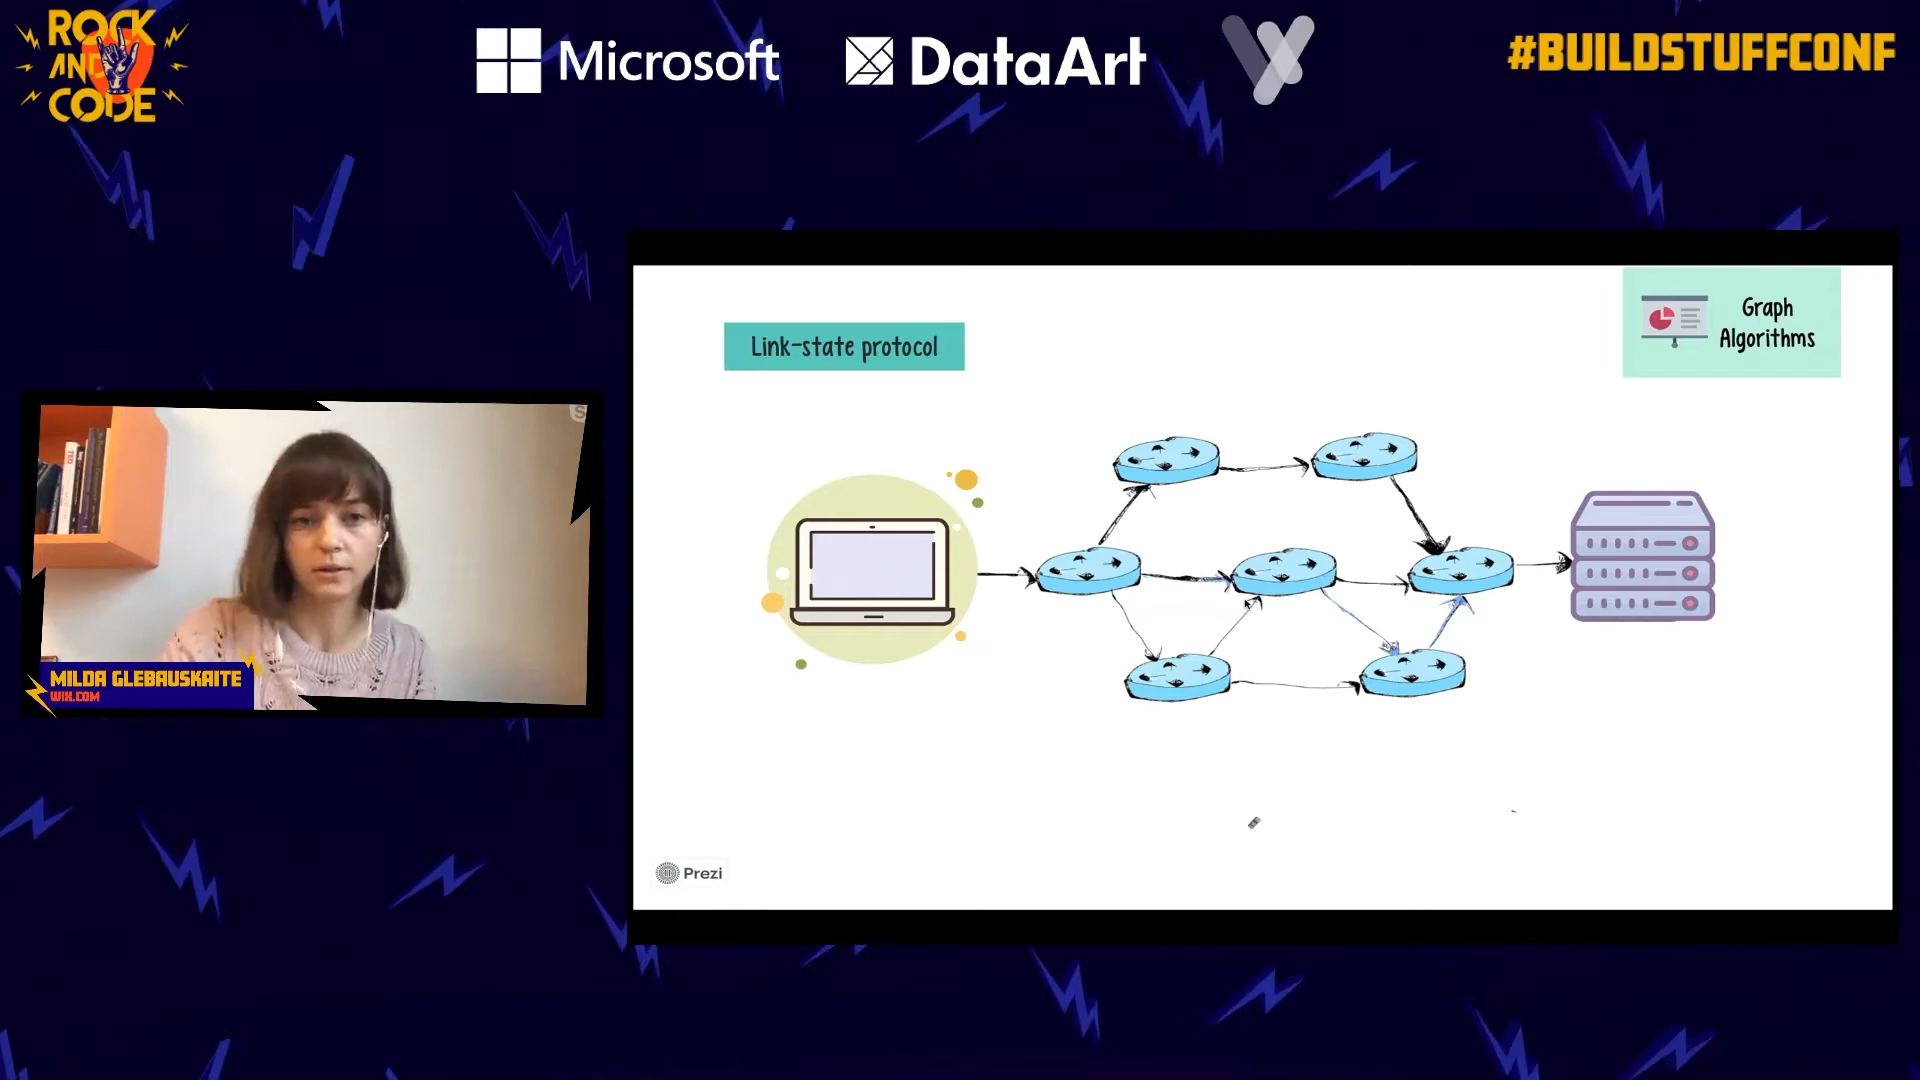 ROCK
AND
CODE
Microsoft
DataArt
#BUILDSTUFFCONF
Link-state protocol
Graph
Algorithms
S
MILDA GLEBAUSKAITE
WIX.COM
Prezi